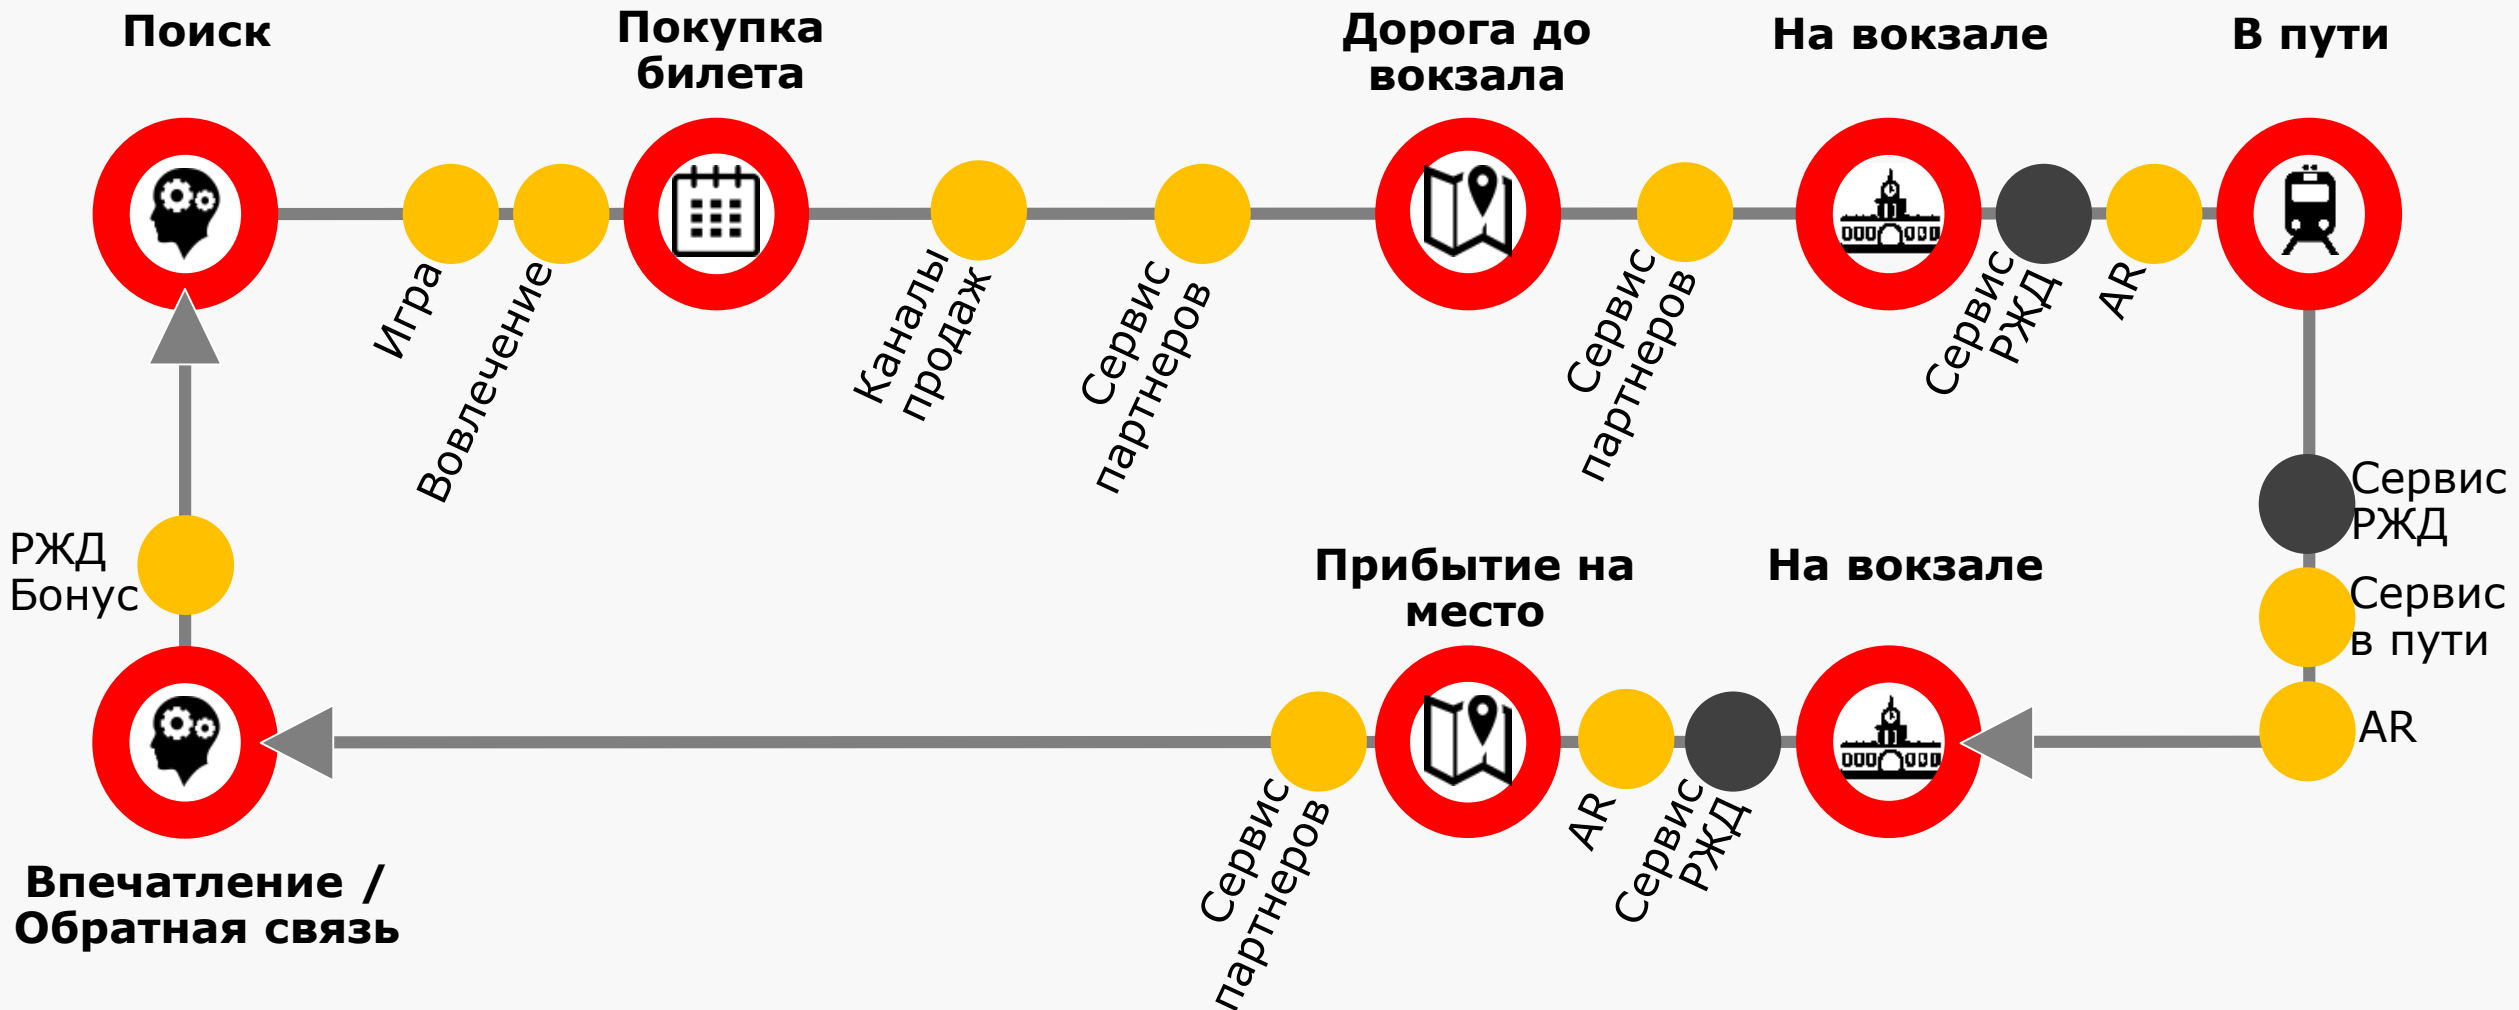 Поиск
Покупка
билета
Дорога до
вокзала
На вокзале
В пути
Игра
Вовлечение
Каналы
продаж
Сервис
партнеров
Сервис
партнеров
Сервис
РЖД
AR
Сервис
РЖД
Сервис
в пути
AR
РЖД
Бонус
Прибытие на
место
На вокзале
Сервис
партнеров
AR
Сервис
РЖД
Впечатление /
Обратная связь